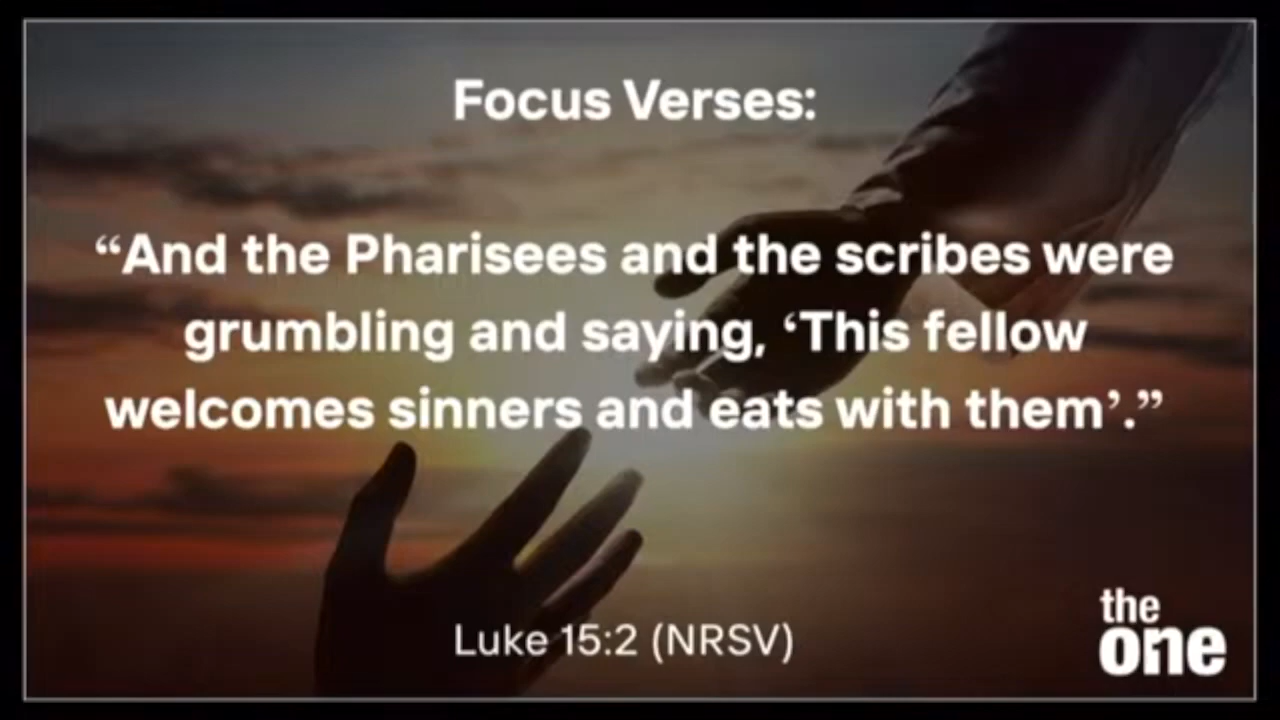 Focus Verses:
“And the Pharisees and the scribes were
grumbling and saying, ‘This fellow
welcomes sinners and eats with them’.”
Luke 15:2 (NRSV)
the
one